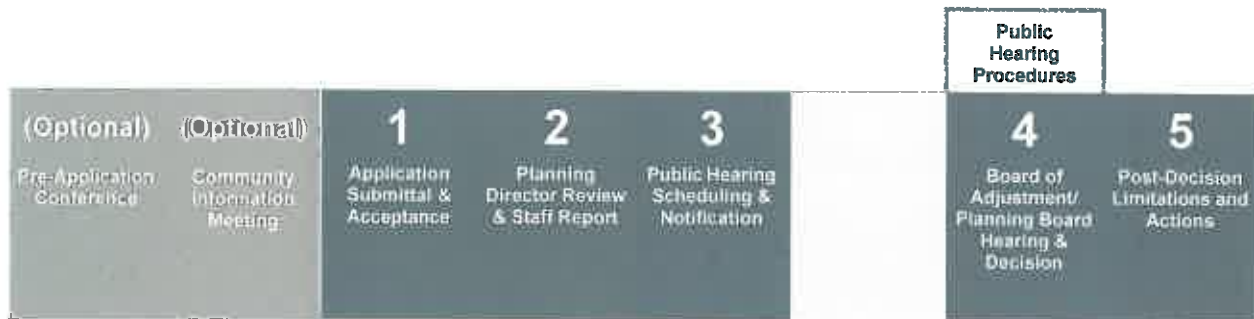 Public
Hearing
Procedures
(Optional)
Pre-Application
Conference
(Optional)
Community
Information
Meeting
1
Application
Submittal &
Acceptance
2
Planning
Director Review
& Staff Report
3
Public Hearing
Scheduling &
Notification
4
Board of
Adjustment/
Planning Board
Hearing &
Decision
5
Post-Decision
Limitations and
Actions